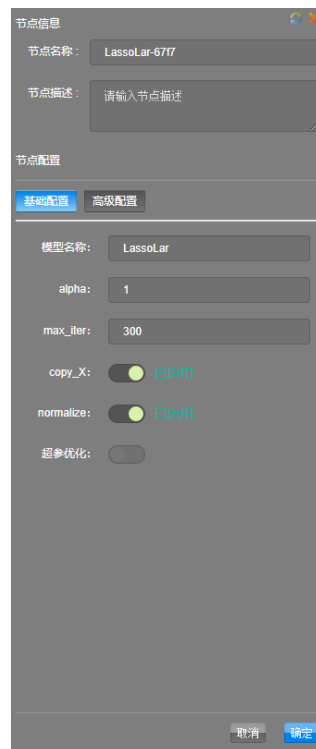 节点信息
节点名称： LassoLar-67f7
节点描述： 请输入节点描述
节点配置
基础配置 高级配置
模型名称： LassoLar
alpha： 1
max_iter： 300
copy_X： 已启用
normalize： 已启用
超参优化：
取消 确定